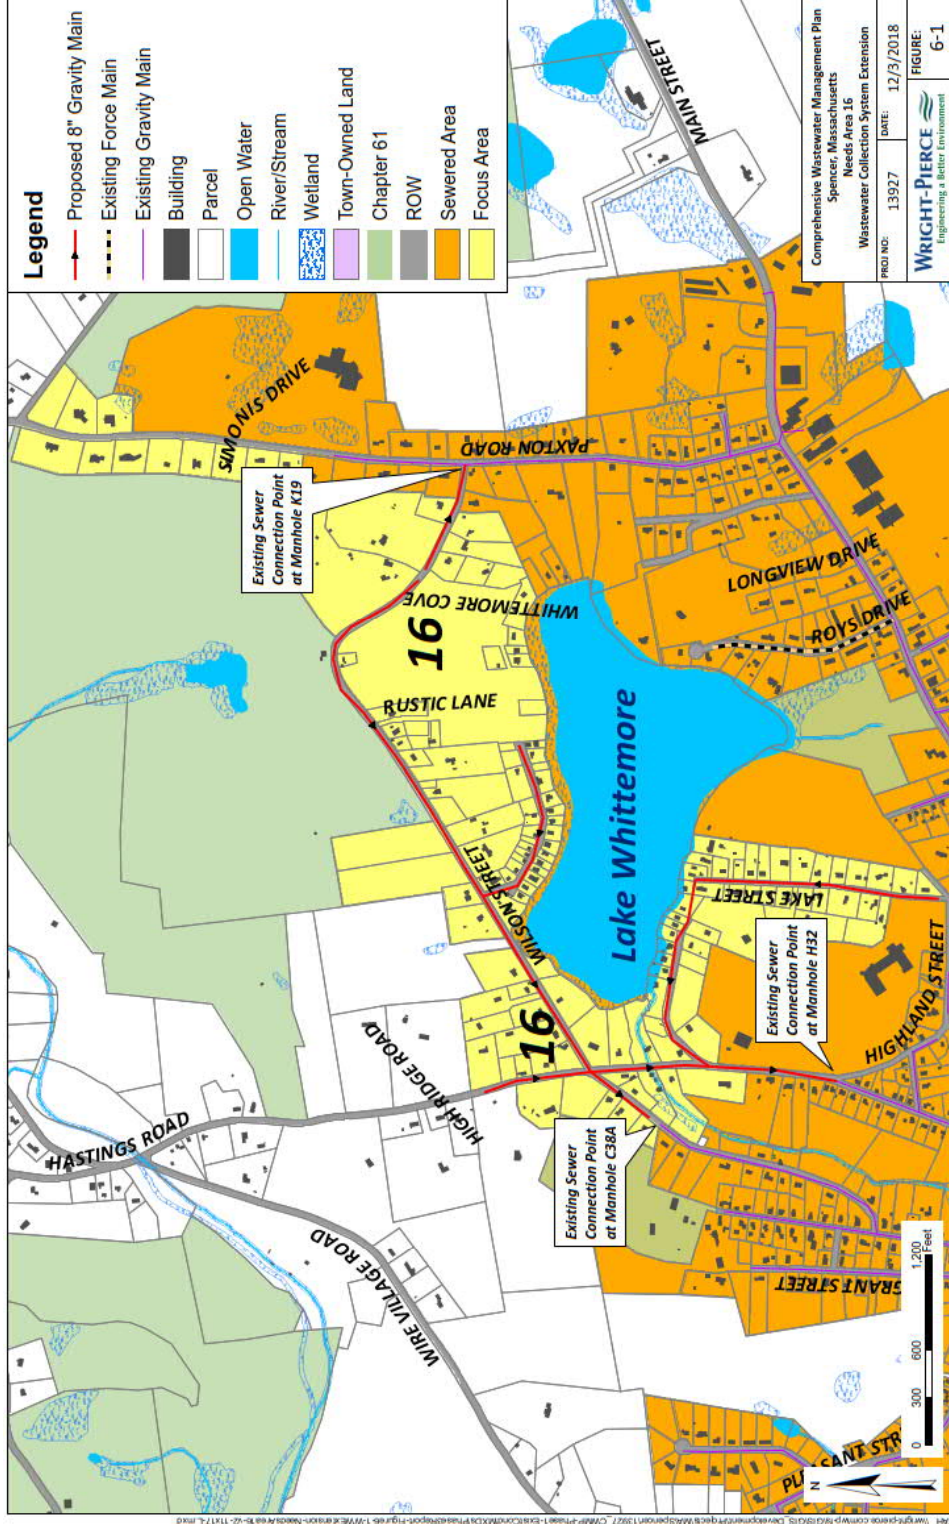 Legend
Proposed 8" Gravity Main
Existing Force Main
Existing Gravity Main
Building
Parcel
Open Water
River/Stream
Wetland
Town-Owned Land
Chapter 61
ROW
Sewered Area
Focus Area
MAIN STREET
SIMONIS DRIVE
PAXTON ROAD
Existing Sewer
Connection Point
at Manhole K19
WHITTEMORE COVE
16
RUSTIC LANE
LONGVIEW DRIVE
ROYS DRIVE
Lake Whittemore
WILSON STREET
LAKE STREET
16
Existing Sewer
Connection Point
at Manhole H32
HIGHLAND STREET
HIGH RIDGE ROAD
HASTINGS ROAD
Existing Sewer
Connection Point
at Manhole C38A
WIRE VILLAGE ROAD
GRANT STREET
PLEASANT STR
N
0 300 600 1,200
Feet
Comprehensive Wastewater Management Plan
Spencer, Massachusetts
Needs Area 16
Wastewater Collection System Extension
PROJ NO: 13927
DATE: 12/3/2018
WRIGHT-PIERCE
Engineering a Better Environment
FIGURE:
6-1